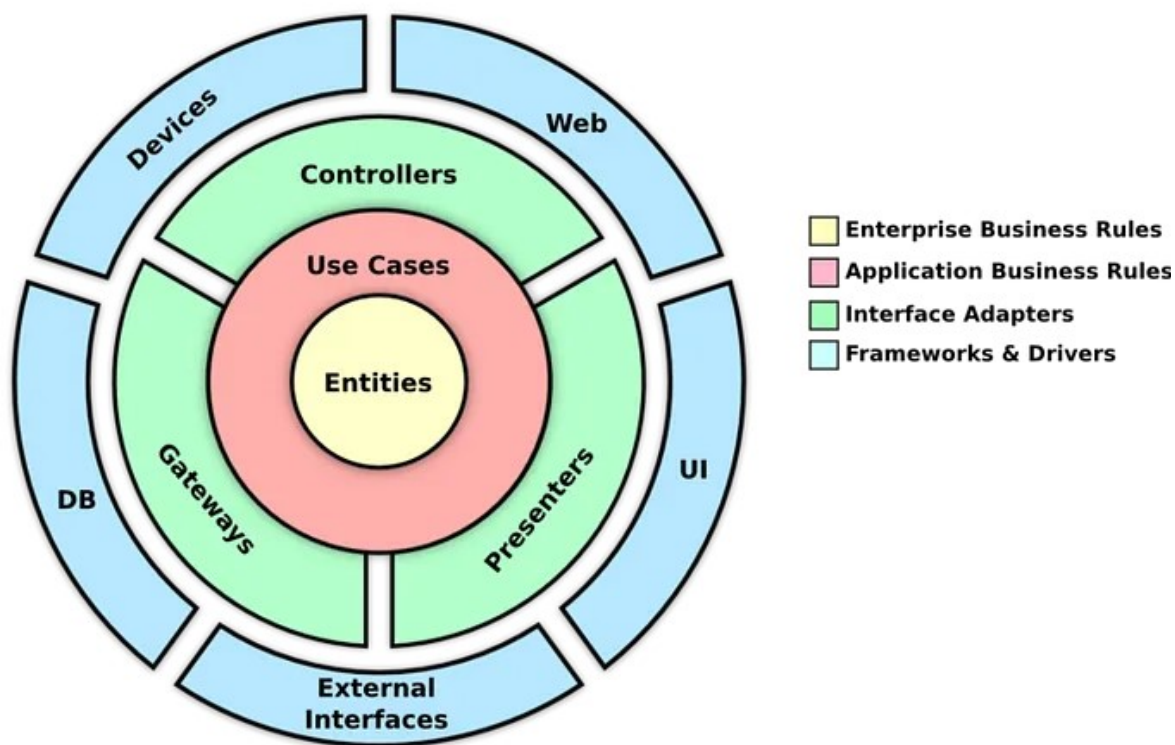 Devices
Web
Controllers
Use Cases
Entities
Gateways
Presenters
DB
UI
External
Interfaces
Enterprise Business Rules
Application Business Rules
Interface Adapters
Frameworks & Drivers